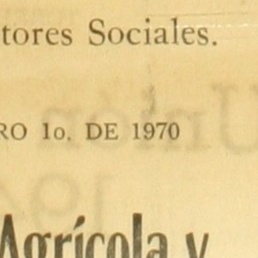 tores Sociales.
RO 1o. DE 1970
Agrícola y